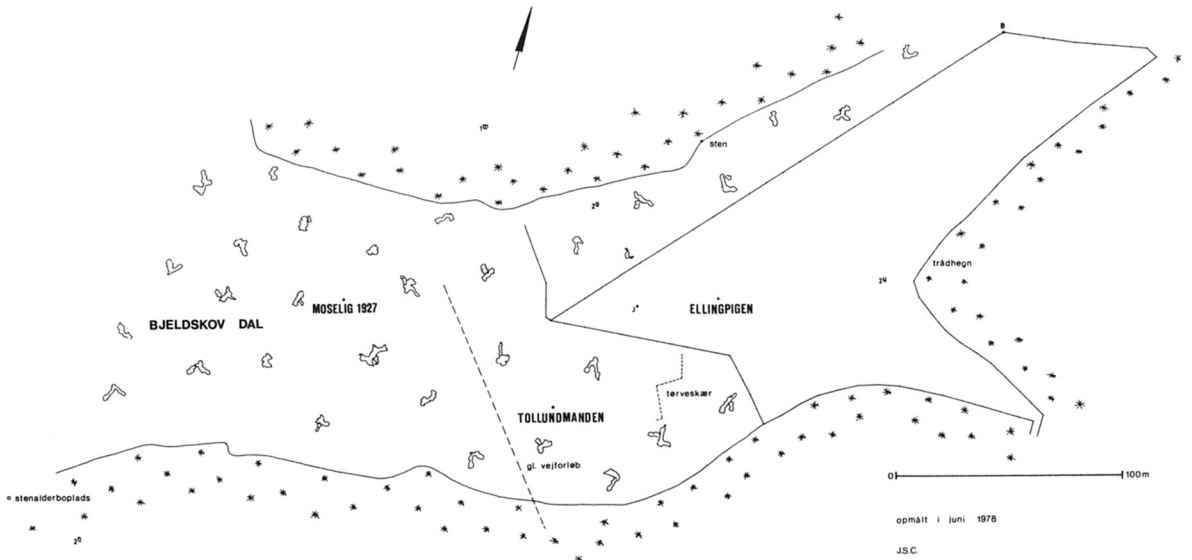 B
sten
trådhegn
MOSELIG 1927
J
ELLINGPIGEN
BJELDSKOV DAL
tørveskær
TOLLUNDMANDEN
gl. vejforløb
0 100 m
stenalderboplads
opmålt i juni 1978
J.S.C.